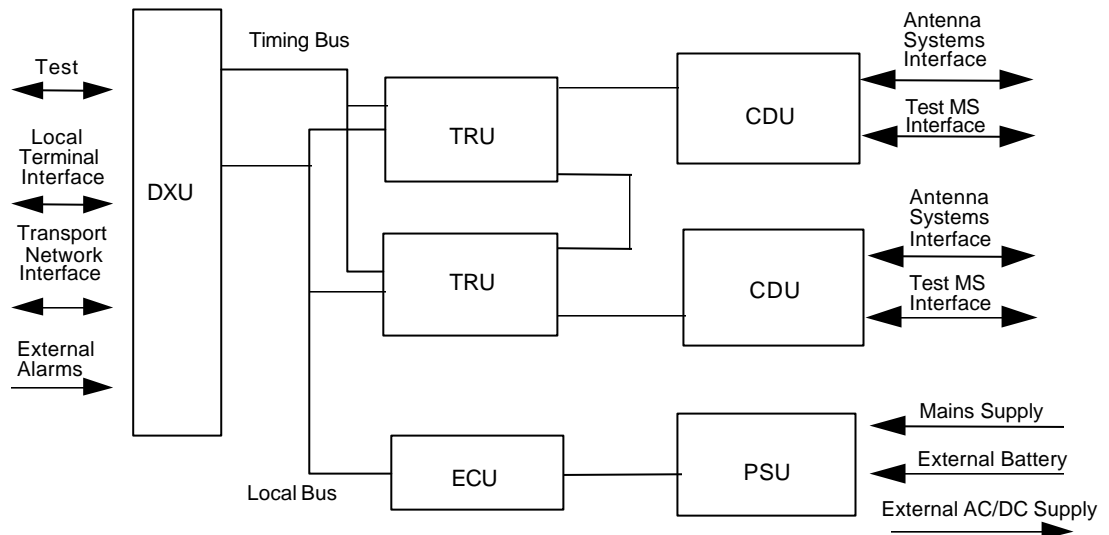 Test
Local
Terminal
Interface
Transport
Network
Interface
External
Alarms
DXU
Timing Bus
Local Bus
TRU
TRU
ECU
CDU
CDU
PSU
Antenna
Systems
Interface
Test MS
Interface
Antenna
Systems
Interface
Test MS
Interface
Mains Supply
External Battery
External AC/DC Supply